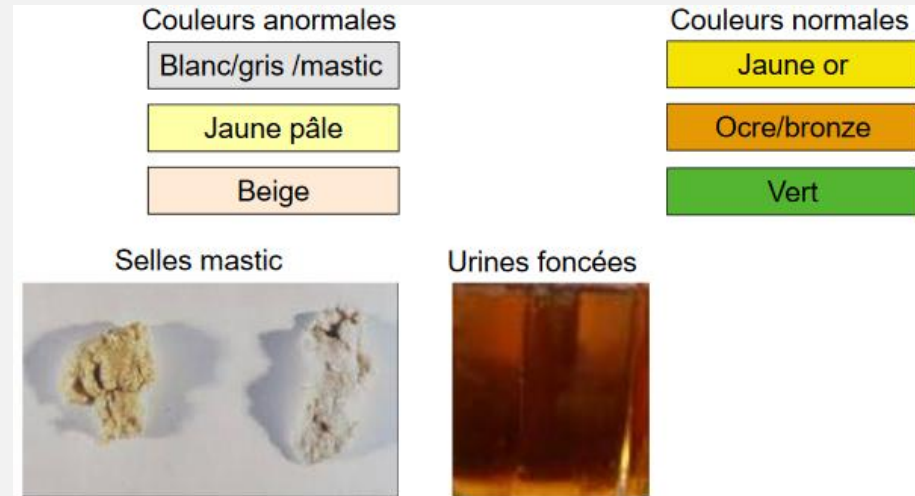 Couleurs anormales
Blanc/gris /mastic
Jaune pâle
Beige
Couleurs normales
Jaune or
Ocre/bronze
Vert
Selles mastic
Urines foncées